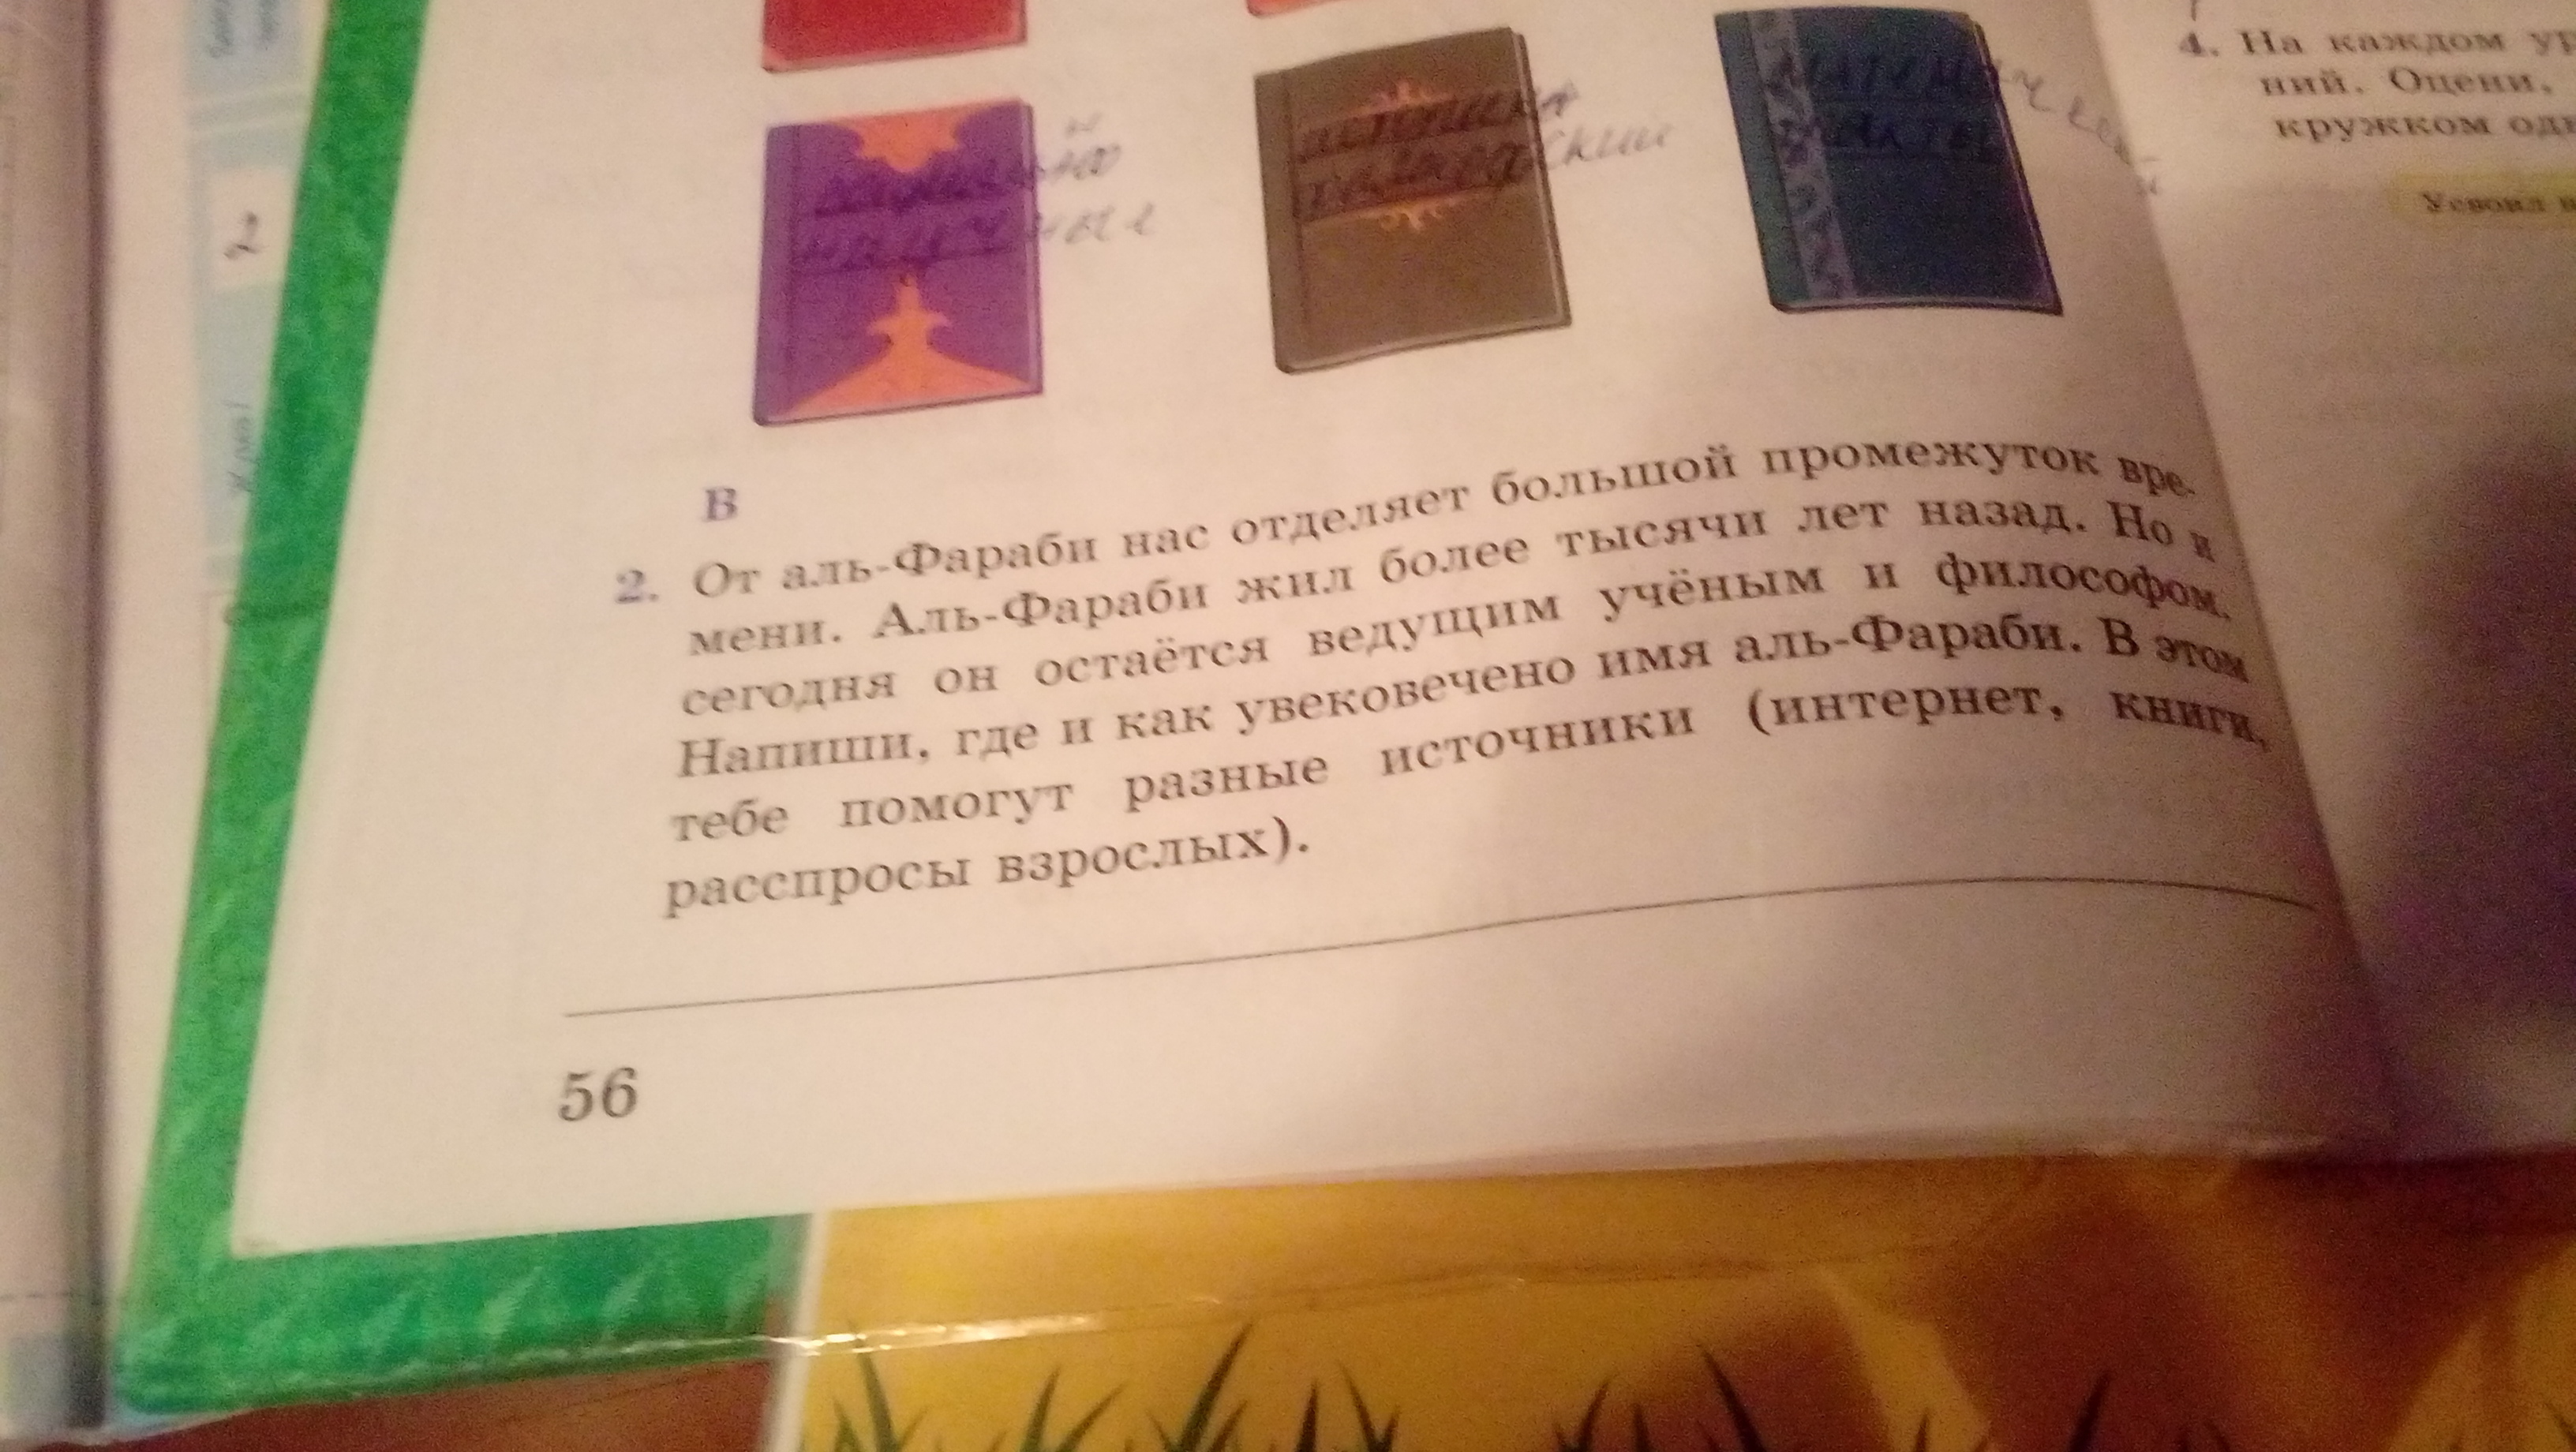 4. На каждом
ний. Оцени,
кружком
Усвоил
2
В
2. От аль-Фараби нас отделяет большой промежуток вре-
мени. Аль-Фараби жил более тысячи лет назад. Но и
сегодня он остаётся ведущим учёным и философом.
Напиши, где и как увековечено имя аль-Фараби. В этом
тебе помогут разные источники (интернет, книги,
расспросы взрослых).
56